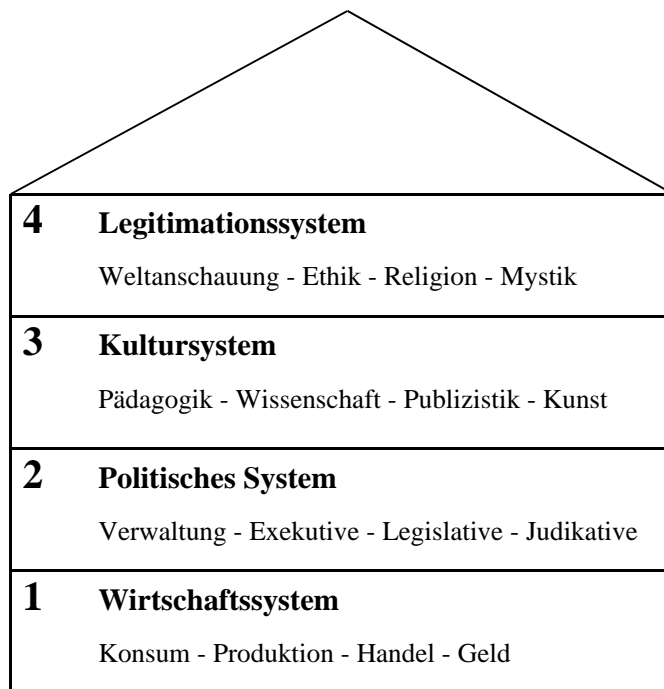 4 Legitimationssystem
Weltanschauung - Ethik - Religion - Mystik
3 Kultursystem
Pädagogik - Wissenschaft - Publizistik - Kunst
2 Politisches System
Verwaltung - Exekutive - Legislative - Judikative
1 Wirtschaftssystem
Konsum - Produktion - Handel - Geld